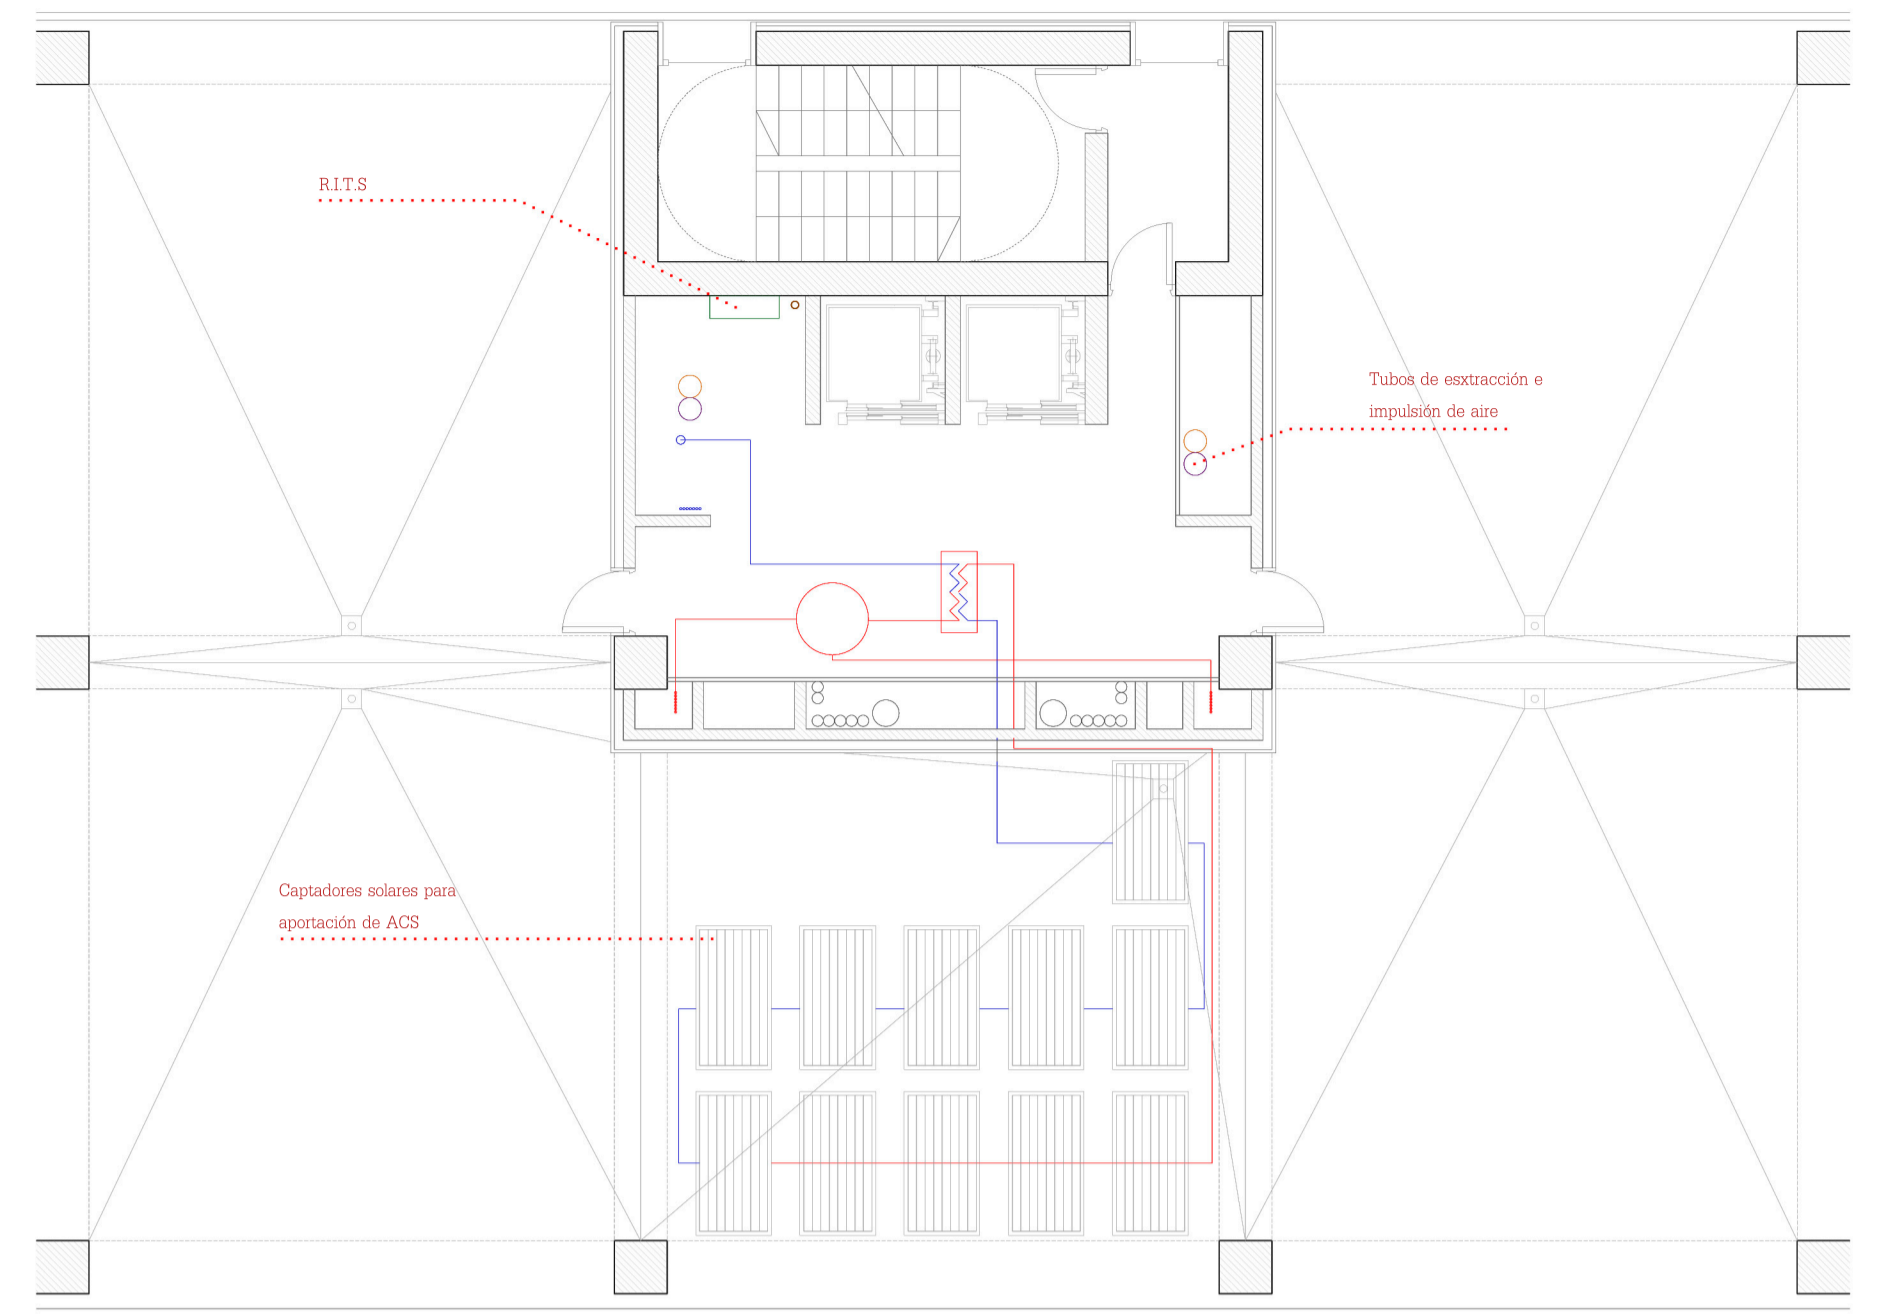 R.I.T.S
Tubos de esxtracción e
impulsión de aire
Captadores solares para
aportación de ACS